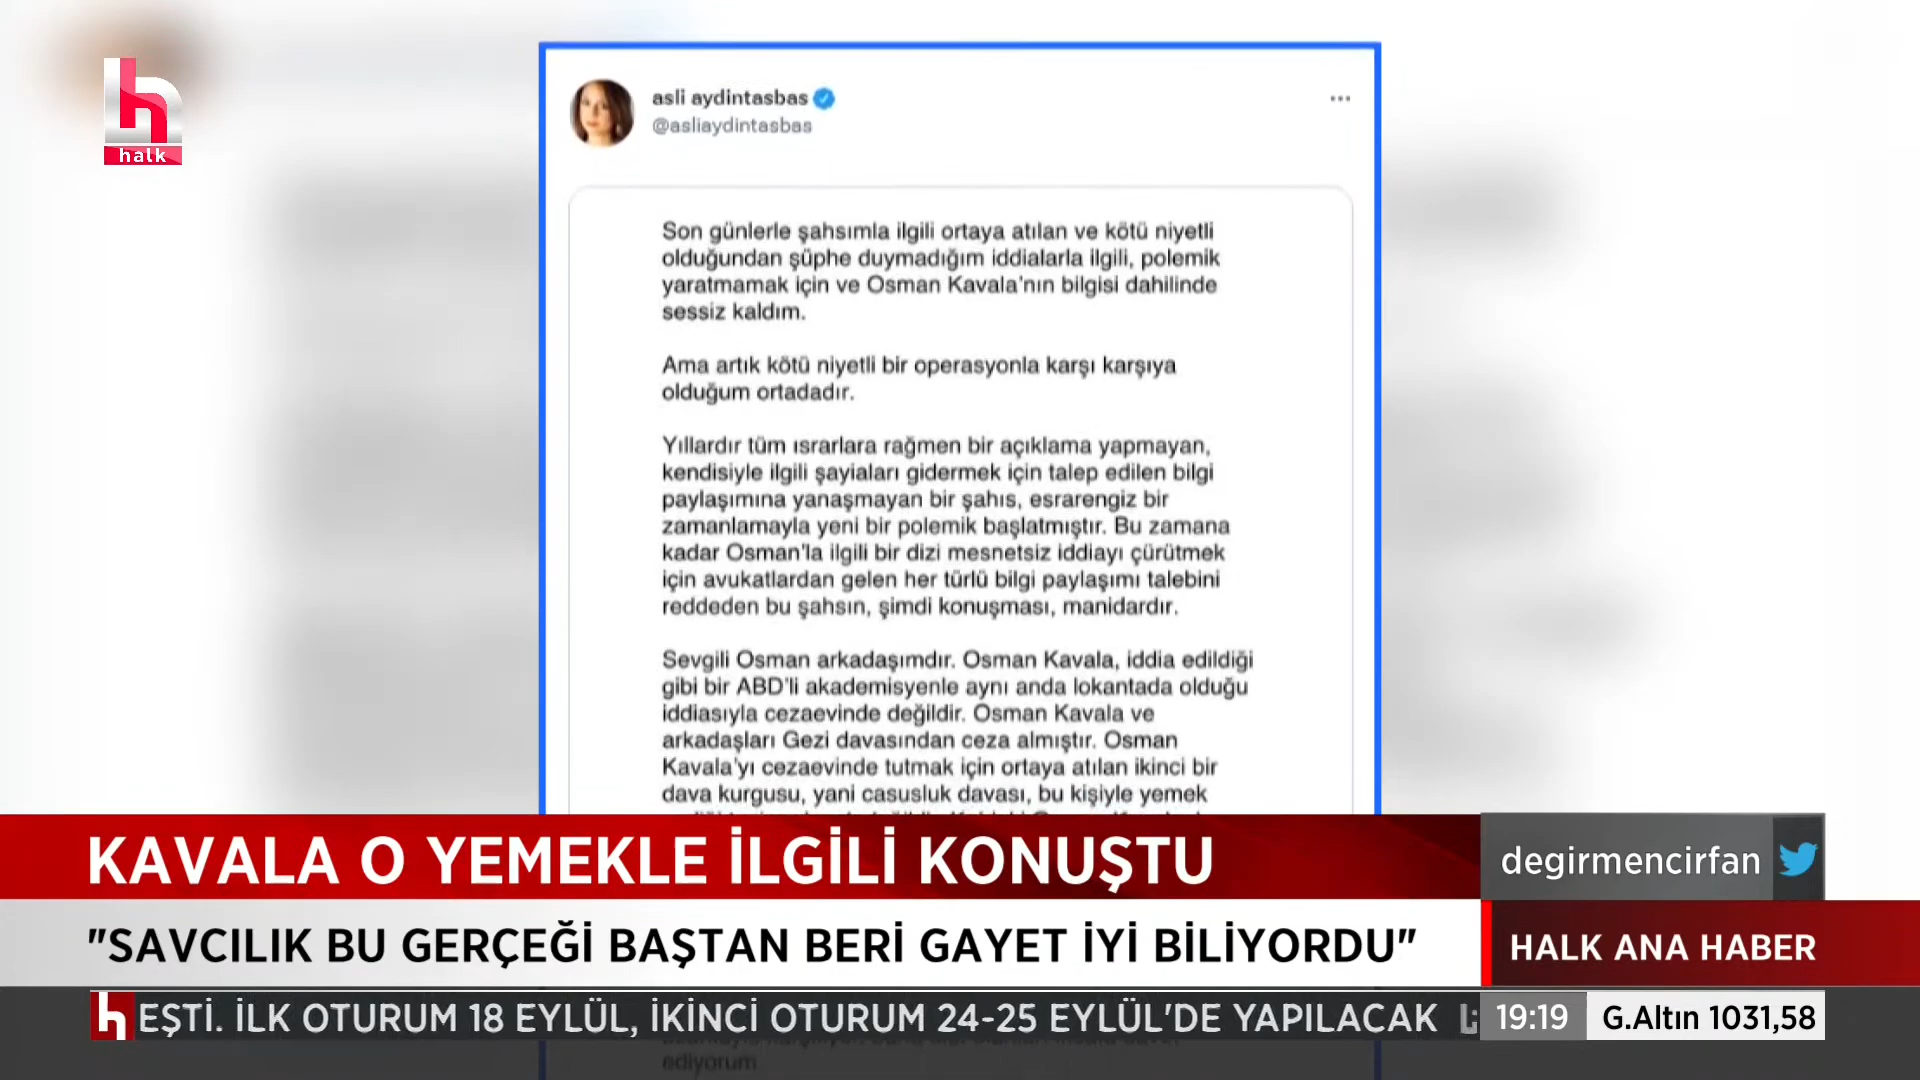 halk
asli aydintasbas
@asliaydintasbas
Son günlerle şahsımla ilgili ortaya atılan ve kötü niyetli
olduğundan şüphe duymadığım iddialarla ilgili, polemik
yaratmamak için ve Osman Kavala'nın bilgisi dahilinde
sessiz kaldım.
Ama artık kötü niyetli bir operasyonla karşı karşıya
olduğum ortadadır.
Yıllardır tüm ısrarlara rağmen bir açıklama yapmayan,
kendisiyle ilgili şayiaları gidermek için talep edilen bilgi
paylaşımına yanaşmayan bir şahıs, esrarengiz bir
zamanlamayla yeni bir polemik başlatmıştır. Bu zamana
kadar Osman'la ilgili bir dizi mesnetsiz iddiayı çürütmek
için avukatlardan gelen her türlü bilgi paylaşımı talebini
reddeden bu şahsın, şimdi konuşması, manidardır.
Sevgili Osman arkadaşımdır. Osman Kavala, iddia edildiği
gibi bir ABD'li akademisyenle aynı anda lokantada olduğu
iddiasıyla cezaevinde değildir. Osman Kavala ve
arkadaşları Gezi davasından ceza almıştır. Osman
Kavala'yı cezaevinde tutmak için ortaya atılan ikinci bir
dava kurgusu, yani casusluk davası, bu kişiyle yemek
KAVALA O YEMEKLE İLGİLİ KONUŞTU
degirmencirfan
"SAVCILIK BU GERÇEĞİ BAŞTAN BERİ GAYET İYİ BİLİYORDU"
HALK ANA HABER
EŞTİ. İLK OTURUM 18 EYLÜL, İKİNCİ OTURUM 24-25 EYLÜL'DE YAPILACAK
19:19
G.Altın 1031,58
ediyorum